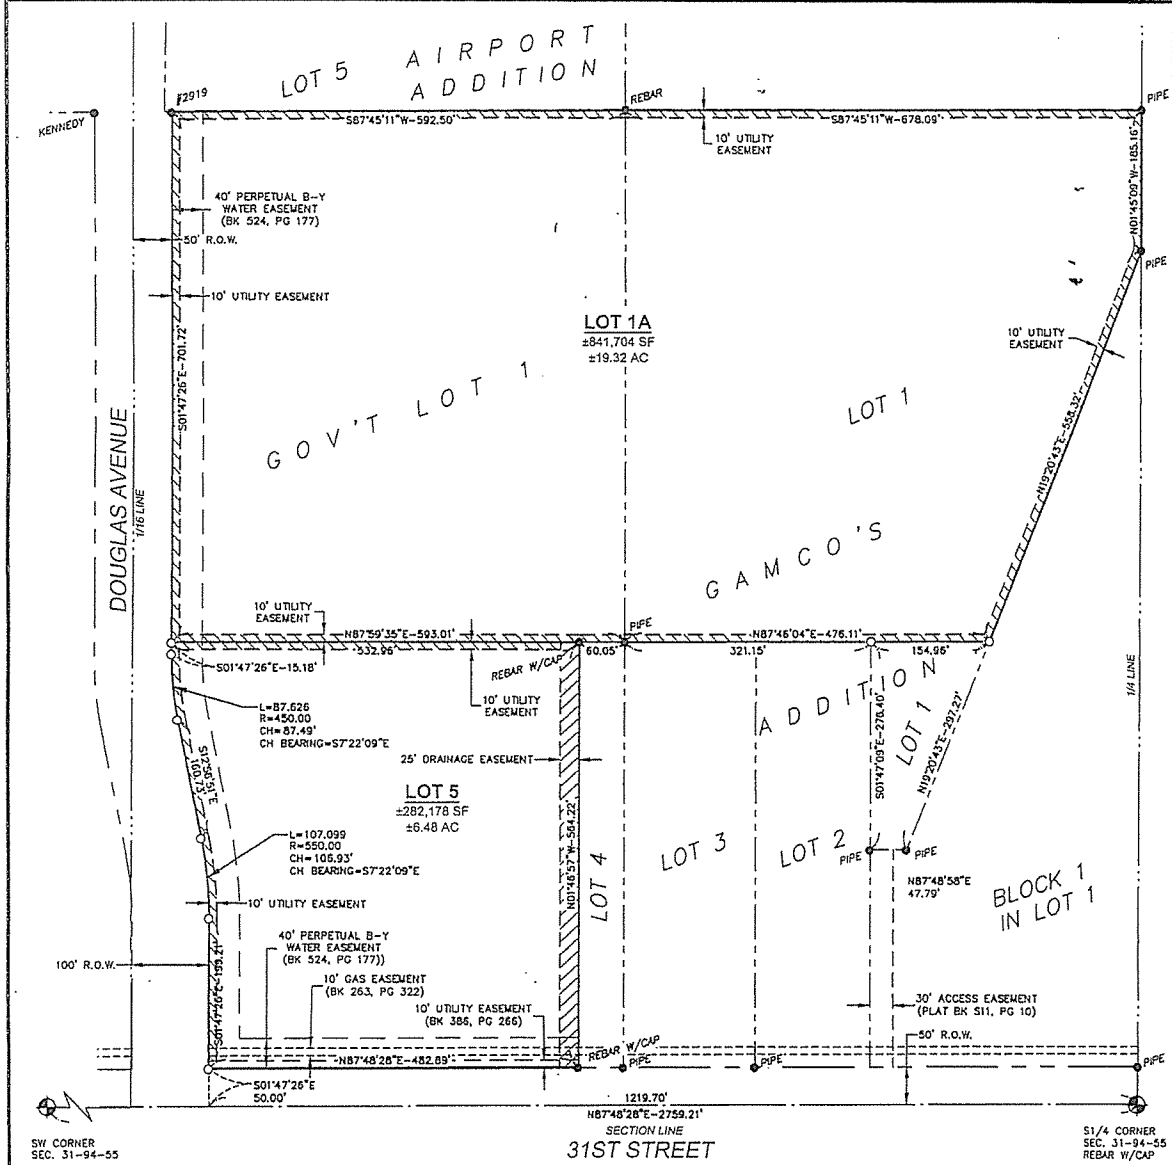 LOT 5 AIRPORT
ADDITION
F2919
REBAR
PIPE
KENNEDY
S87°45'11"W-592.50'
S87°45'11"W-678.09'
10' UTILITY
EASEMENT
N01°45'09"W-185.16'
40' PERPETUAL B-Y
WATER EASEMENT
(BK 524, PG 177)
50' R.O.W.
PIPE
10' UTILITY EASEMENT
LOT 1A
±841,704 SF
±19.32 AC
10' UTILITY
EASEMENT
S01°47'26"E-701.72'
GOV'T LOT 1
LOT 1
N19°20'43"E-558.32'
DOUGLAS AVENUE
1/16 LINE
GAMCO'S
10' UTILITY
EASEMENT
PIPE
N87°59'35"E-593.01'
N87°46'04"E-476.11'
532.96
60.05'
321.15'
154.96'
S01°47'26"E-15.18'
REBAR W/CAP
10' UTILITY
EASEMENT
ADDITION
1/4 LINE
L=87.626
R=450.00
CH=87.49'
CH BEARING=S7°22'09"E
S12°56'51"E
160.73'
25' DRAINAGE EASEMENT
S01°47'09"E-276.40'
LOT 1
N19°20'43"E-297.27'
LOT 5
±282,178 SF
±6.48 AC
L=107.099
R=550.00
CH=106.93'
CH BEARING=S7°22'09"E
N01°46'57"W-564.22'
LOT 4
LOT 3
LOT 2
PIPE
PIPE
N87°48'58"E
47.79'
BLOCK 1
IN LOT 1
10' UTILITY EASEMENT
40' PERPETUAL B-Y
WATER EASEMENT
(BK 524, PG 177))
100' R.O.W.
S01°47'26"E-199.21'
10' GAS EASEMENT
(BK 263, PG 322)
10' UTILITY EASEMENT
(BK 386, PG 266)
30' ACCESS EASEMENT
(PLAT BK S11, PG 10)
50' R.O.W.
N87°48'28"E-482.89'
REBAR W/CAP
PIPE
PIPE
PIPE
S01°47'26"E
50.00'
1219.70'
N87°48'28"E-2759.21'
SECTION LINE
31ST STREET
SW CORNER
SEC. 31-94-55
S1/4 CORNER
SEC. 31-94-55
REBAR W/CAP